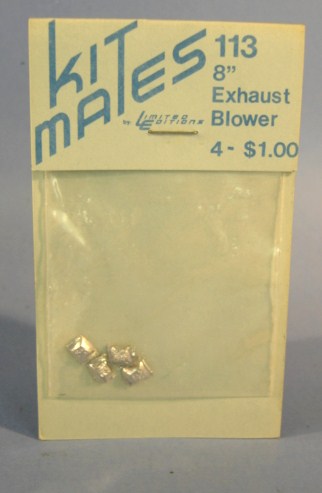 KIT
MATES
by LIMITED
EDITIONS
113
8”
Exhaust
Blower
4- $1.00